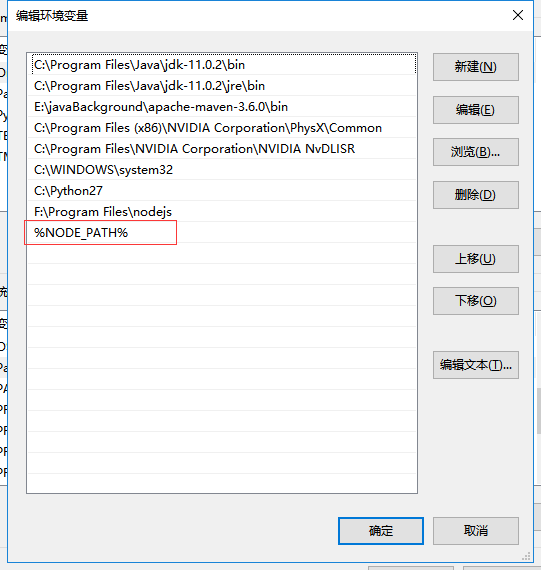 编辑环境变量
C:\Program Files\Java\jdk-11.0.2\bin
C:\Program Files\Java\jdk-11.0.2\jre\bin
E:\javaBackground\apache-maven-3.6.0\bin
C:\Program Files (x86)\NVIDIA Corporation\PhysX\Common
C:\Program Files\NVIDIA Corporation\NVIDIA NvDLISR
C:\WINDOWS\system32
C:\Python27
F:\Program Files\nodejs
%NODE_PATH%
新建(N)
编辑(E)
浏览(B)...
删除(D)
上移(U)
下移(O)
编辑文本(T)...
确定
取消